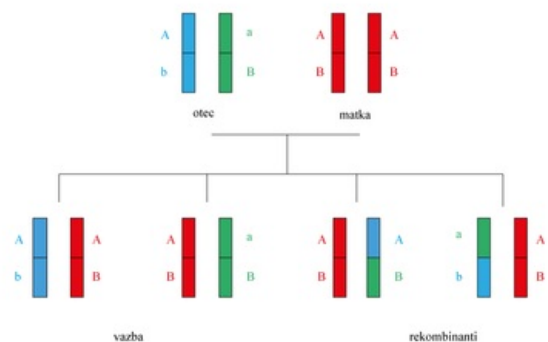 A a A A
b B B B
otec matka
A A A a A A a A
b B B B B B b B
vazba rekombinanti